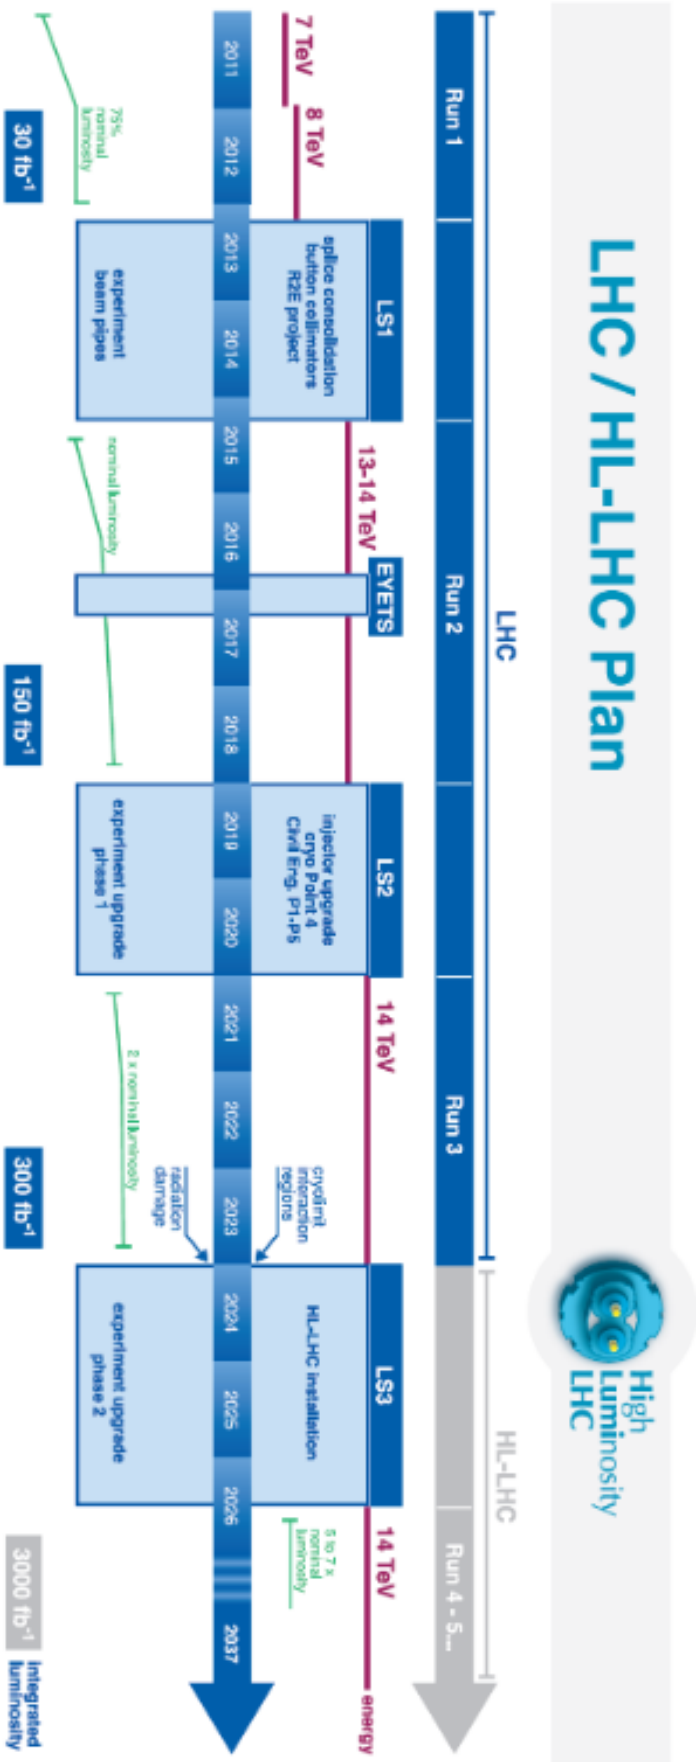 LHC / HL-LHC Plan
High
Luminosity
LHC
LHC
HL-LHC
Run 1
Run 2
Run 3
Run 4 - 5...
LS1
EYETS
LS2
LS3
14 TeV
14 TeV
energy
13-14 TeV
splice consolidation
button collimators
R2E project
injector upgrade
cryo Point 4
Civil Eng. P1-P5
cryolimit
interaction
regions
HL-LHC installation
5 to 7 x
nominal
luminosity
8 TeV
7 TeV
2011
2012
2013
2014
2015
2016
2017
2018
2019
2020
2021
2022
2023
2024
2025
2026
2037
radiation
damage
75%
nominal
luminosity
experiment
beam pipes
nominal luminosity
experiment upgrade
phase 1
2 x nominal luminosity
experiment upgrade
phase 2
30 fb⁻¹
150 fb⁻¹
300 fb⁻¹
3000 fb⁻¹
integrated
luminosity